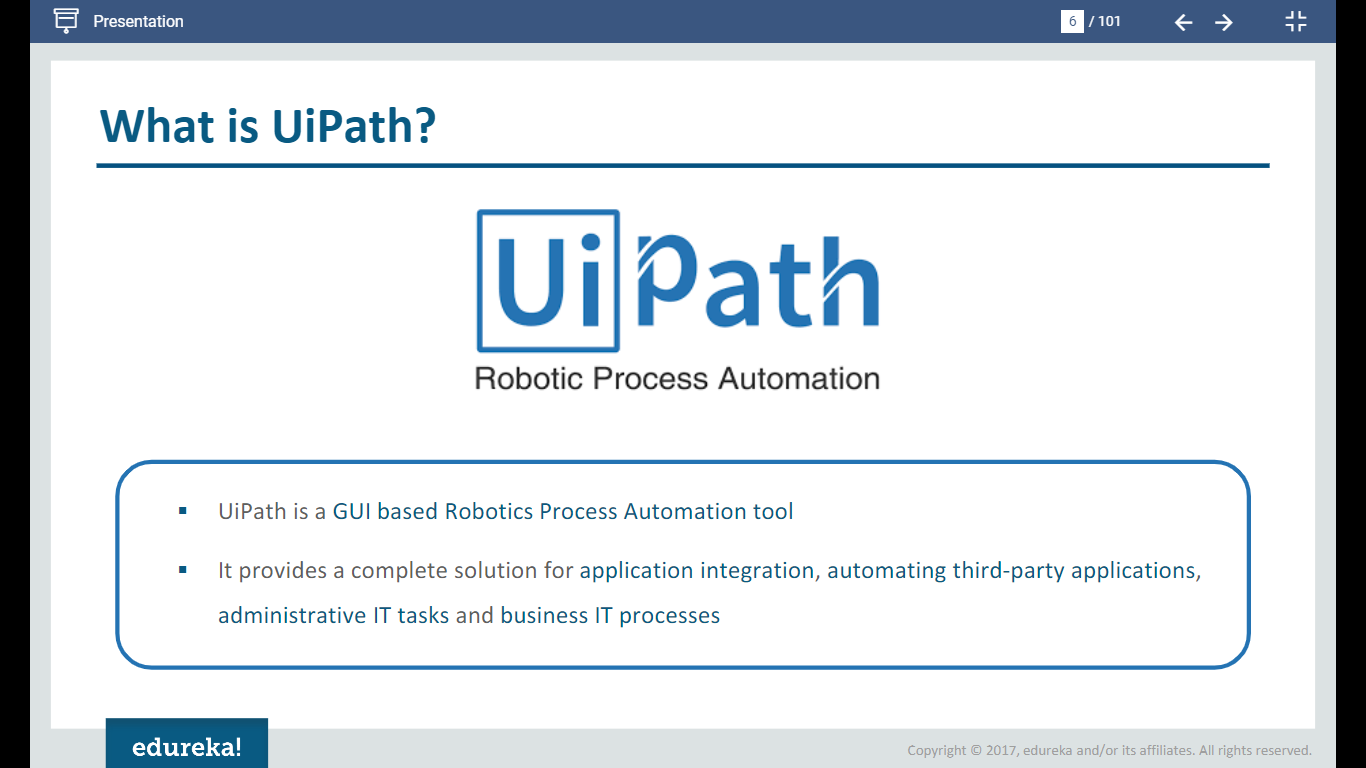 Presentation
6 / 101
What is UiPath?
UiPath
Robotic Process Automation
▪ UiPath is a GUI based Robotics Process Automation tool
▪ It provides a complete solution for application integration, automating third-party applications,
administrative IT tasks and business IT processes
edureka!
Copyright © 2017, edureka and/or its affiliates. All rights reserved.